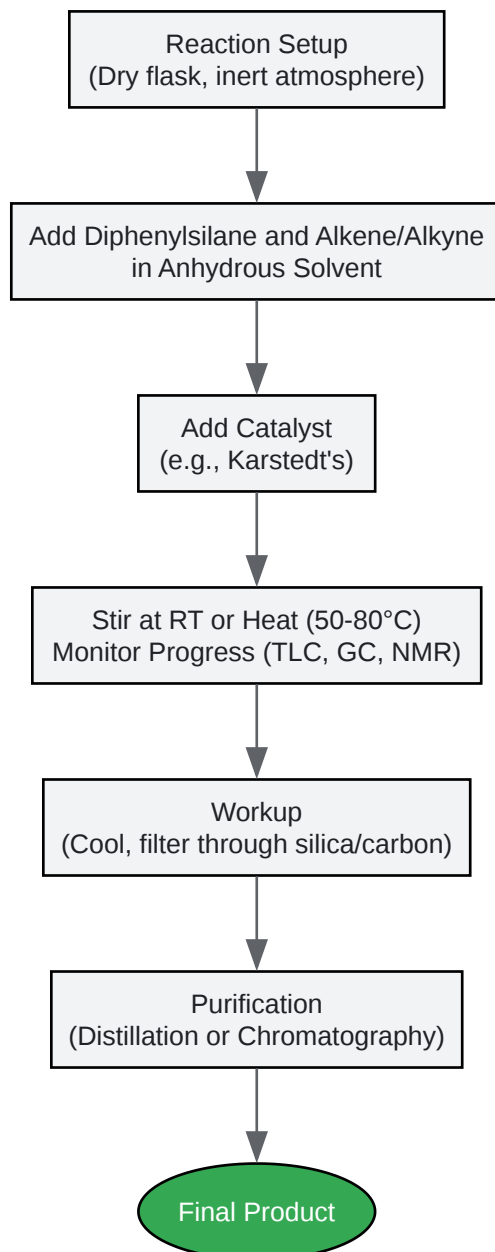 Reaction Setup
(Dry flask, inert atmosphere)
Add Diphenylsilane and Alkene/Alkyne
in Anhydrous Solvent
Add Catalyst
(e.g., Karstedt's)
Stir at RT or Heat (50-80°C)
Monitor Progress (TLC, GC, NMR)
Workup
(Cool, filter through silica/carbon)
Purification
(Distillation or Chromatography)
Final Product